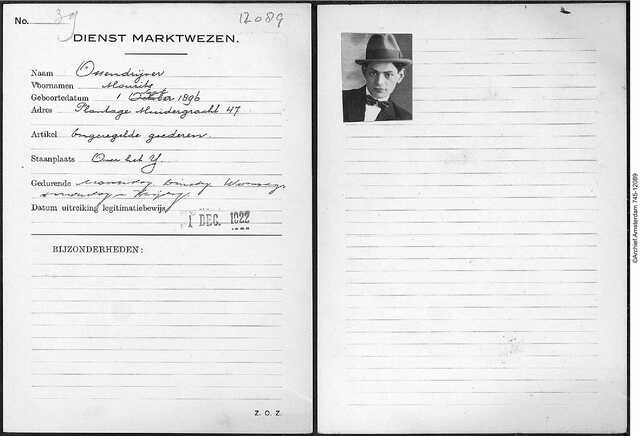 No. 39 12089
DIENST MARKTWEZEN.
Naam Ossendrijver
Voornamen Maurits
Geboortedatum 1 October 1896
Adres Plantage Muidergracht 47
Artikel Ongeregelde goederen.
Staanplaats Over het Y.
Gedurende maandag dinsdag Woensdag
donderdag - vrijdag
Datum uitreiking legitimatiebewijs
1 DEC. 1922
BIJZONDERHEDEN:
Z. O. Z.
©Archief Amsterdam 745-12089